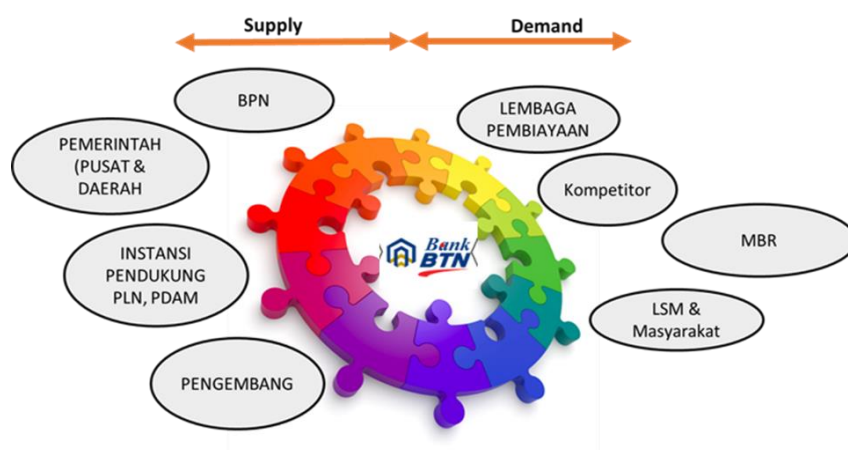 Supply
Demand
BPN
PEMERINTAH
(PUSAT &
DAERAH
INSTANSI
PENDUKUNG
PLN, PDAM
PENGEMBANG
Bank
BTN
LEMBAGA
PEMBIAYAAN
Kompetitor
MBR
LSM &
Masyarakat